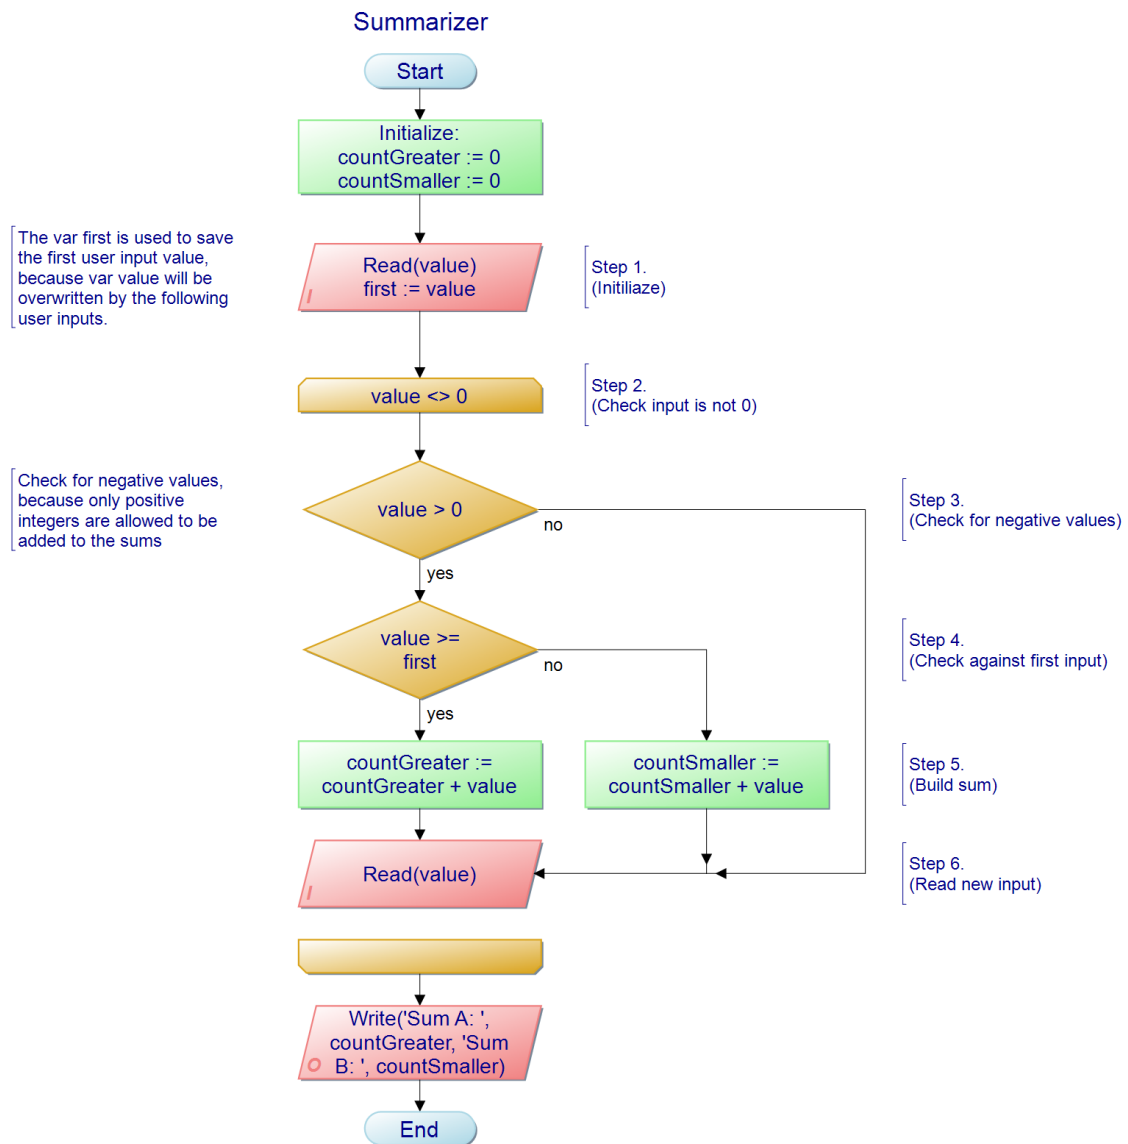 Summarizer
Start
Initialize:
countGreater := 0
countSmaller := 0
The var first is used to save
the first user input value,
because var value will be
overwritten by the following
user inputs.
Read(value)
first := value
I
Step 1.
(Initiliaze)
value <> 0
Step 2.
(Check input is not 0)
Check for negative values,
because only positive
integers are allowed to be
added to the sums
value > 0
no
yes
Step 3.
(Check for negative values)
value >=
first
no
yes
Step 4.
(Check against first input)
countGreater :=
countGreater + value
countSmaller :=
countSmaller + value
Step 5.
(Build sum)
Read(value)
I
Step 6.
(Read new input)
Write('Sum A: ',
countGreater, 'Sum
B: ', countSmaller)
O
End